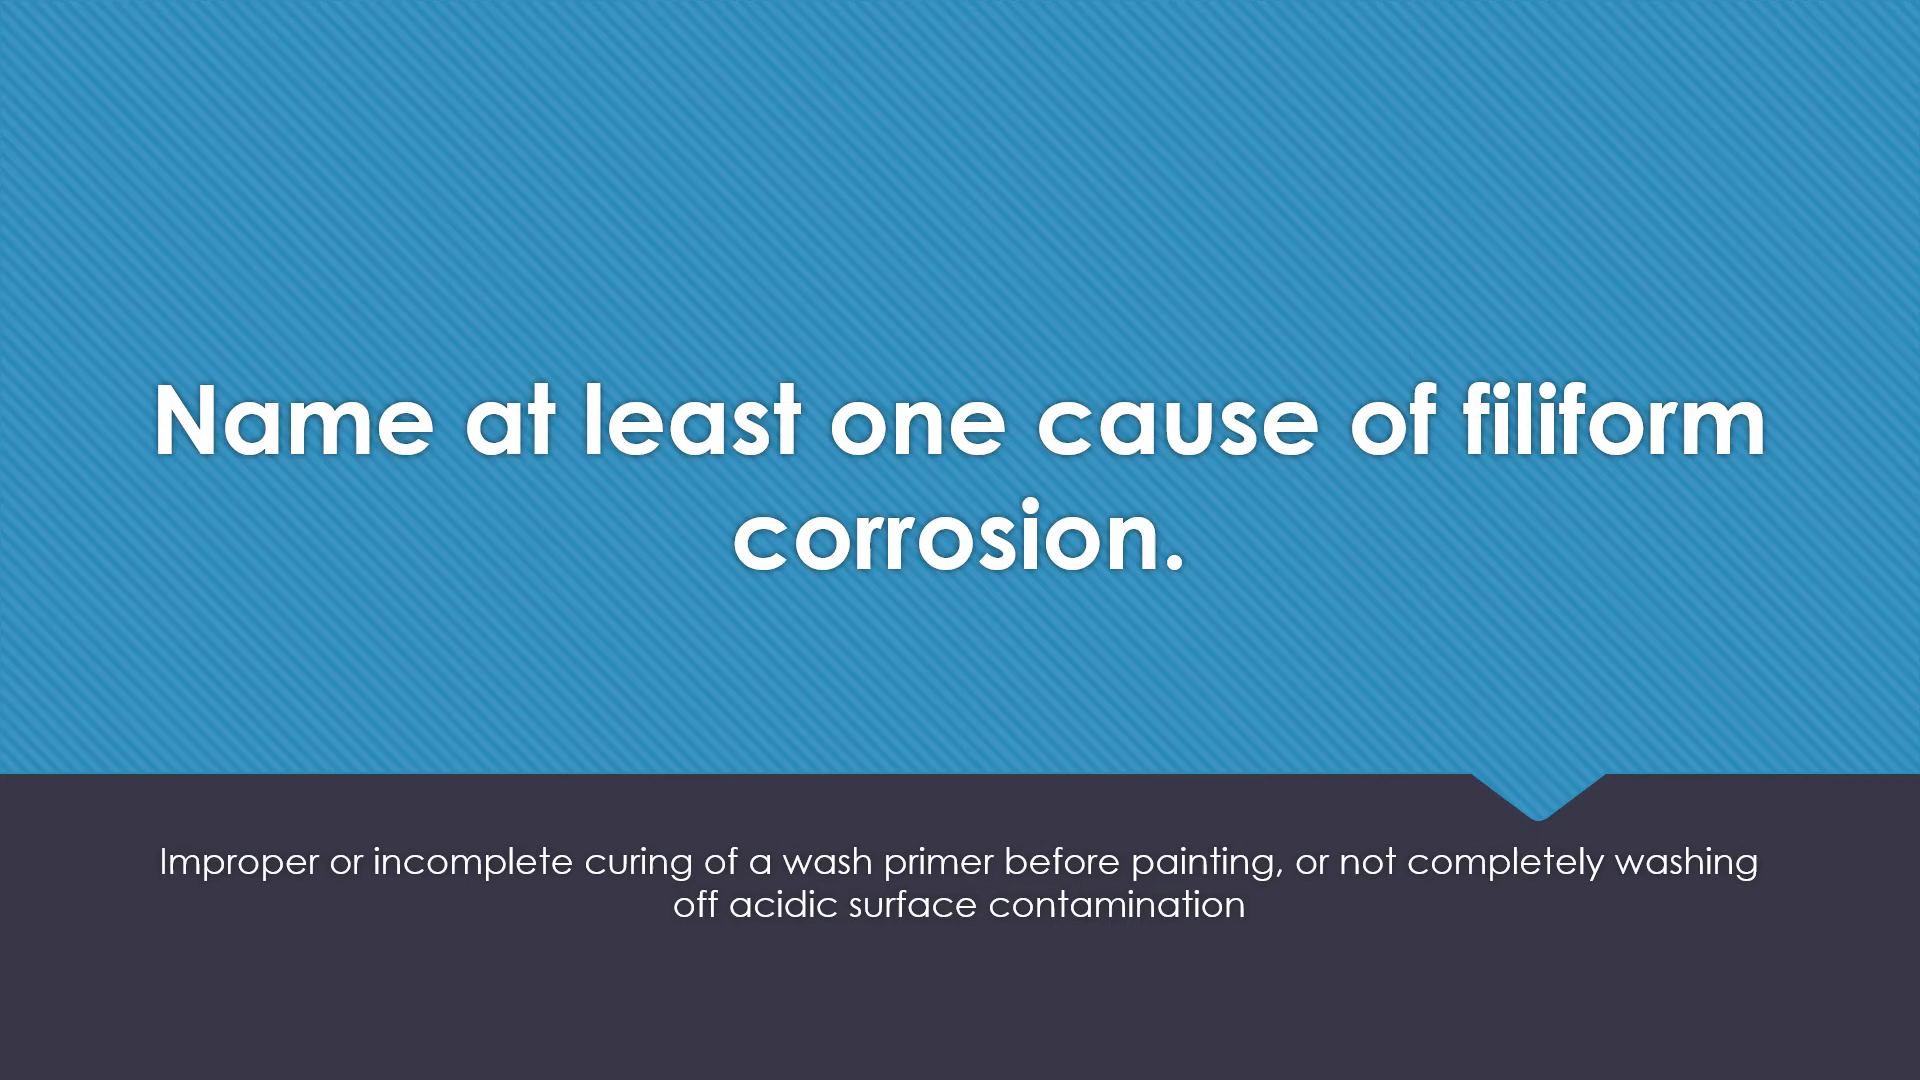 Name at least one cause of filiform
corrosion.
Improper or incomplete curing of a wash primer before painting, or not completely washing
off acidic surface contamination